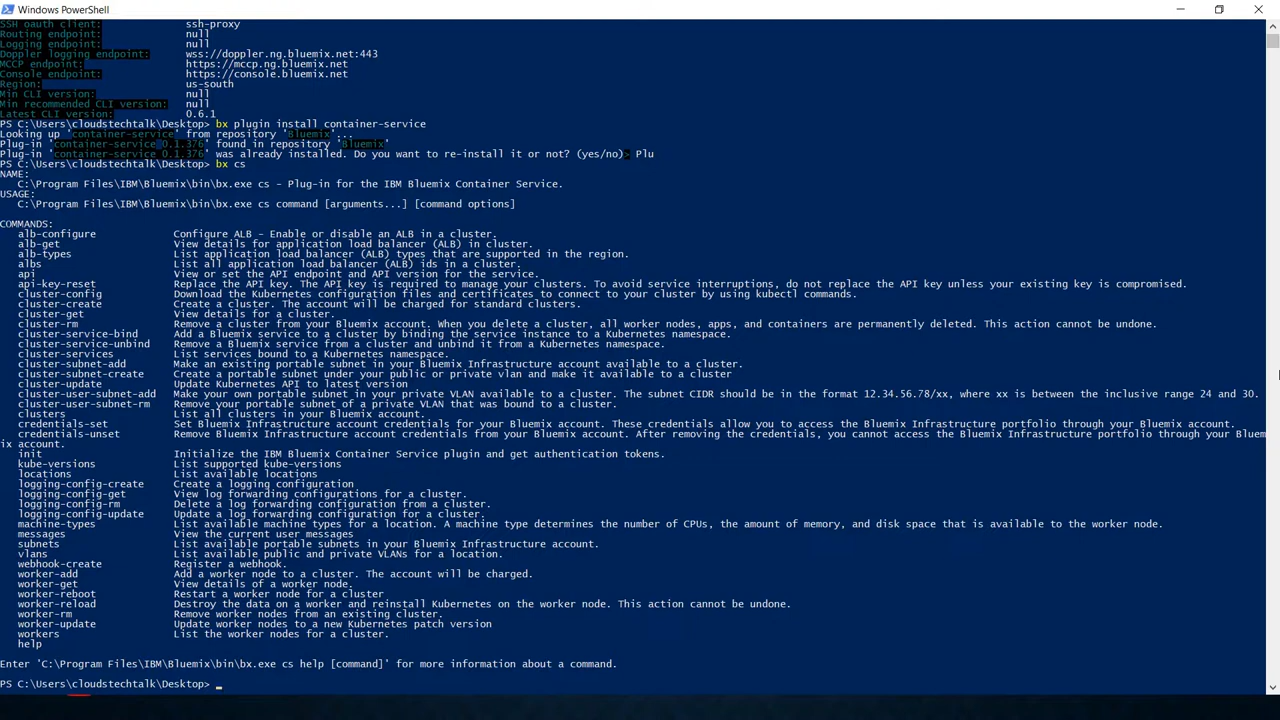 Windows PowerShell
SSH oauth client: ssh-proxy
Routing endpoint: null
Logging endpoint: null
Doppler logging endpoint: wss://doppler.ng.bluemix.net:443
MCCP endpoint: https://mccp.ng.bluemix.net
Console endpoint: https://console.bluemix.net
Region: us-south
Min CLI version: null
Min recommended CLI version: null
Latest CLI version: 0.6.1
PS C:\Users\cloudstechtalk\Desktop> bx plugin install container-service
Looking up 'container-service' from repository 'Bluemix'...
Plug-in 'container-service 0.1.376' found in repository 'Bluemix'
Plug-in 'container-service 0.1.376' was already installed. Do you want to re-install it or not? (yes/no)> Plu
PS C:\Users\cloudstechtalk\Desktop> bx cs
NAME:
C:\Program Files\IBM\Bluemix\bin\bx.exe cs - Plug-in for the IBM Bluemix Container Service.
USAGE:
C:\Program Files\IBM\Bluemix\bin\bx.exe cs command [arguments...] [command options]
COMMANDS:
alb-configure Configure ALB - Enable or disable an ALB in a cluster.
alb-get View details for application load balancer (ALB) in cluster.
alb-types List application load balancer (ALB) types that are supported in the region.
albs List all application load balancer (ALB) ids in a cluster.
api View or set the API endpoint and API version for the service.
api-key-reset Replace the API key. The API key is required to manage your clusters. To avoid service interruptions, do not replace the API key unless your existing key is compromised.
cluster-config Download the Kubernetes configuration files and certificates to connect to your cluster by using kubectl commands.
cluster-create Create a cluster. The account will be charged for standard clusters.
cluster-get View details for a cluster.
cluster-rm Remove a cluster from your Bluemix account. When you delete a cluster, all worker nodes, apps, and containers are permanently deleted. This action cannot be undone.
cluster-service-bind Add a Bluemix service to a cluster by binding the service instance to a Kubernetes namespace.
cluster-service-unbind Remove a Bluemix service from a cluster and unbind it from a Kubernetes namespace.
cluster-services List services bound to a Kubernetes namespace.
cluster-subnet-add Make an existing portable subnet in your Bluemix Infrastructure account available to a cluster.
cluster-subnet-create Create a portable subnet under your public or private vlan and make it available to a cluster
cluster-update Update Kubernetes API to latest version
cluster-user-subnet-add Make your own portable subnet in your private VLAN available to a cluster. The subnet CIDR should be in the format 12.34.56.78/xx, where xx is between the inclusive range 24 and 30.
cluster-user-subnet-rm Remove your portable subnet of a private VLAN that was bound to a cluster.
clusters List all clusters in your Bluemix account.
credentials-set Set Bluemix Infrastructure account credentials for your Bluemix account. These credentials allow you to access the Bluemix Infrastructure portfolio through your Bluemix account.
credentials-unset Remove Bluemix Infrastructure account credentials from your Bluemix account. After removing the credentials, you cannot access the Bluemix Infrastructure portfolio through your Bluem
ix account.
init Initialize the IBM Bluemix Container Service plugin and get authentication tokens.
kube-versions List supported kube-versions
locations List available locations
logging-config-create Create a logging configuration
logging-config-get View log forwarding configurations for a cluster.
logging-config-rm Delete a log forwarding configuration from a cluster.
logging-config-update Update a log forwarding configuration for a cluster.
machine-types List available machine types for a location. A machine type determines the number of CPUs, the amount of memory, and disk space that is available to the worker node.
messages View the current user messages
subnets List available portable subnets in your Bluemix Infrastructure account.
vlans List available public and private VLANs for a location.
webhook-create Register a webhook.
worker-add Add a worker node to a cluster. The account will be charged.
worker-get View details of a worker node.
worker-reboot Restart a worker node for a cluster
worker-reload Destroy the data on a worker and reinstall Kubernetes on the worker node. This action cannot be undone.
worker-rm Remove worker nodes from an existing cluster.
worker-update Update worker nodes to a new Kubernetes patch version
workers List the worker nodes for a cluster.
help
Enter 'C:\Program Files\IBM\Bluemix\bin\bx.exe cs help [command]' for more information about a command.
PS C:\Users\cloudstechtalk\Desktop> _